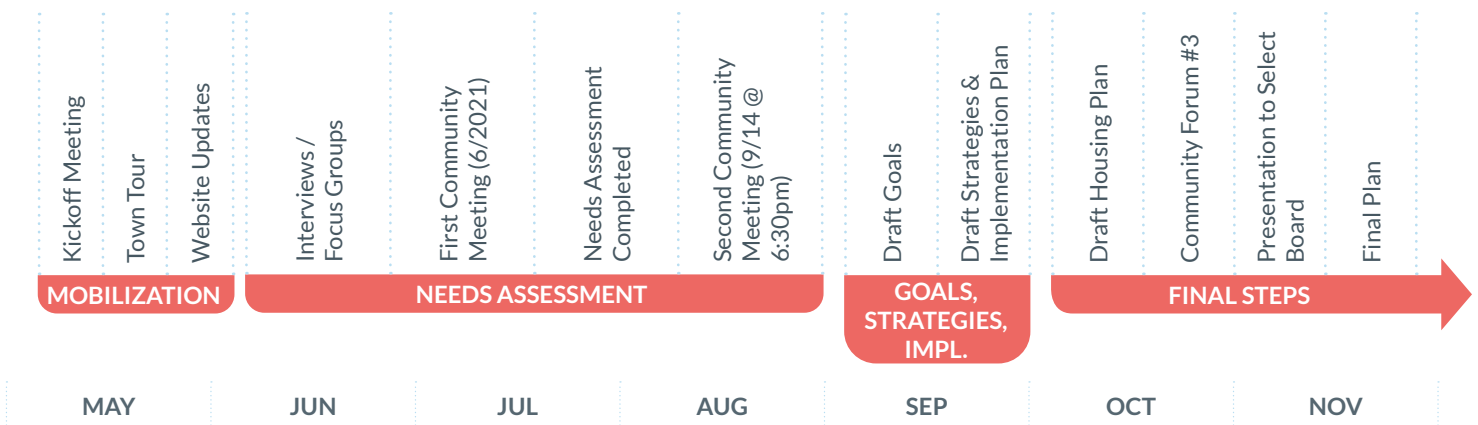 Kickoff Meeting
Town Tour
Website Updates
Interviews /
Focus Groups
First Community
Meeting (6/2021)
Needs Assessment
Completed
Second Community
Meeting (9/14 @
6:30pm)
Draft Goals
Draft Strategies &
Implementation Plan
Draft Housing Plan
Community Forum #3
Presentation to Select
Board
Final Plan
MOBILIZATION
NEEDS ASSESSMENT
GOALS,
STRATEGIES,
IMPL.
FINAL STEPS
MAY
JUN
JUL
AUG
SEP
OCT
NOV